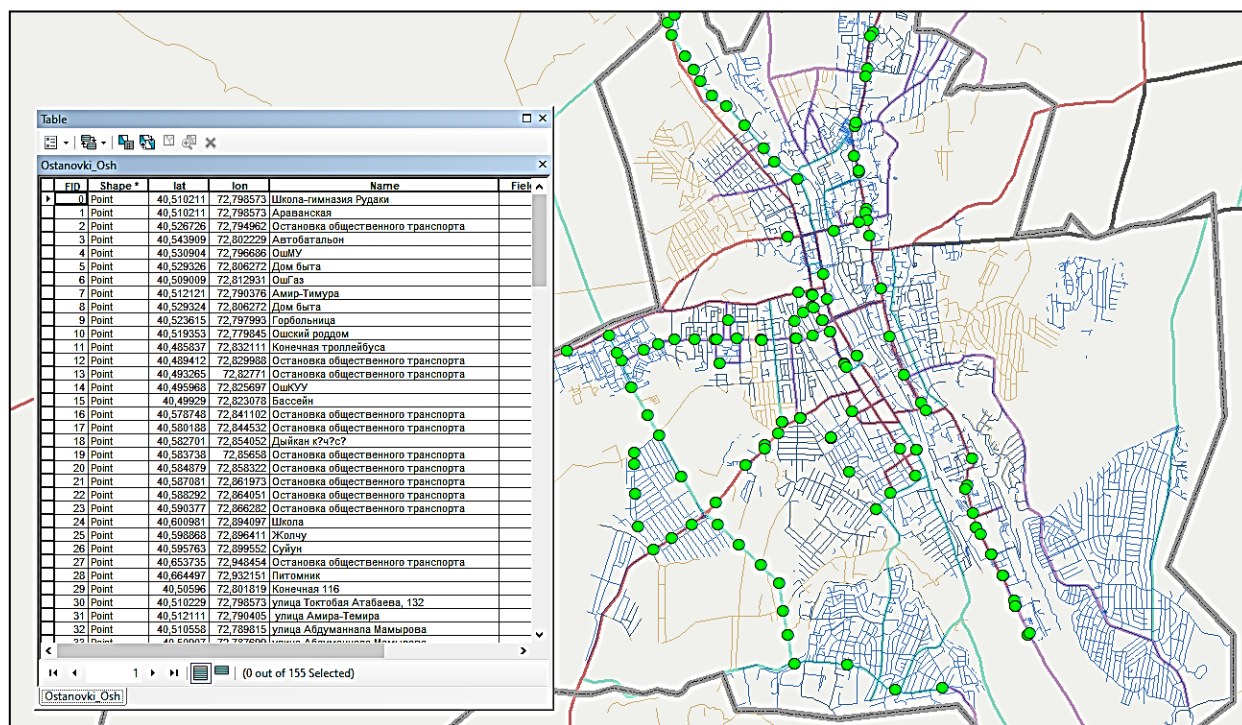 Table
Ostanovki_Osh
FID Shape * lat lon Name Fiel
0 Point 40,510211 72,798573 Школа-гимназия Рудаки
1 Point 40,510211 72,798573 Араванская
2 Point 40,526726 72,794962 Остановка общественного транспорта
3 Point 40,543909 72,802229 Автобатальон
4 Point 40,530904 72,796686 ОшМУ
5 Point 40,529326 72,806272 Дом быта
6 Point 40,509009 72,812931 ОшГаз
7 Point 40,512121 72,790376 Амир-Тимура
8 Point 40,529324 72,806272 Дом быта
9 Point 40,523615 72,797993 Горбольница
10 Point 40,519353 72,779845 Ошский роддом
11 Point 40,485837 72,832111 Конечная троллейбуса
12 Point 40,489412 72,829988 Остановка общественного транспорта
13 Point 40,493265 72,82771 Остановка общественного транспорта
14 Point 40,495968 72,825697 ОшКУУ
15 Point 40,49929 72,823078 Бассейн
16 Point 40,578748 72,841102 Остановка общественного транспорта
17 Point 40,580188 72,844532 Остановка общественного транспорта
18 Point 40,582701 72,854052 Дыйкан к?ч?с?
19 Point 40,583738 72,85658 Остановка общественного транспорта
20 Point 40,584879 72,858322 Остановка общественного транспорта
21 Point 40,587081 72,861973 Остановка общественного транспорта
22 Point 40,588292 72,864051 Остановка общественного транспорта
23 Point 40,590377 72,866282 Остановка общественного транспорта
24 Point 40,600981 72,894097 Школа
25 Point 40,598868 72,896411 Жолчу
26 Point 40,595763 72,899552 Суйун
27 Point 40,653735 72,948454 Остановка общественного транспорта
28 Point 40,664497 72,932151 Питомник
29 Point 40,50596 72,801819 Конечная 116
30 Point 40,510229 72,798573 улица Токтобая Атабаева, 132
31 Point 40,512111 72,790405 улица Амира-Темира
32 Point 40,510558 72,789815 улица Абдуманнапа Мамырова
1 (0 out of 155 Selected)
Ostanovki_Osh